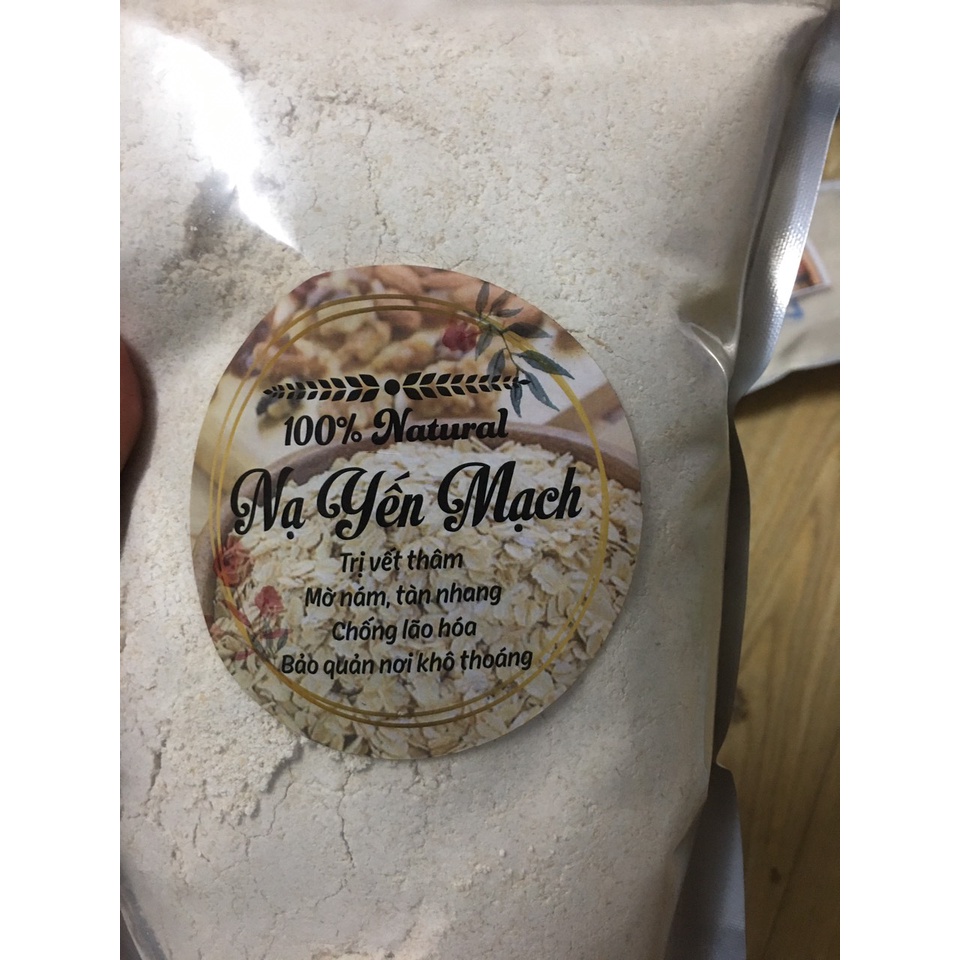 100% Natural
Nạ Yến Mạch
Trị vết thâm
Mờ nám, tàn nhang
Chống lão hóa
Bảo quản nơi khô thoáng